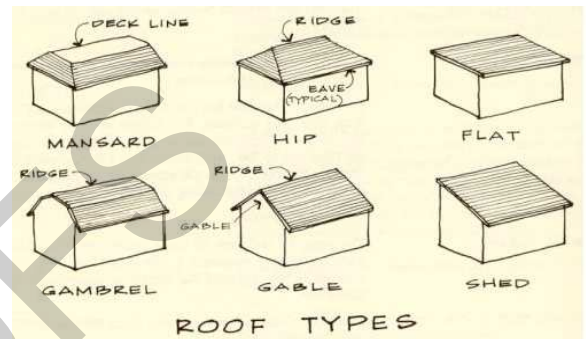 DECK LINE
RIDGE
EAVE
(TYPICAL)
MANSARD
HIP
FLAT
RIDGE
RIDGE
GABLE
GAMBREL
GABLE
SHED
ROOF TYPES